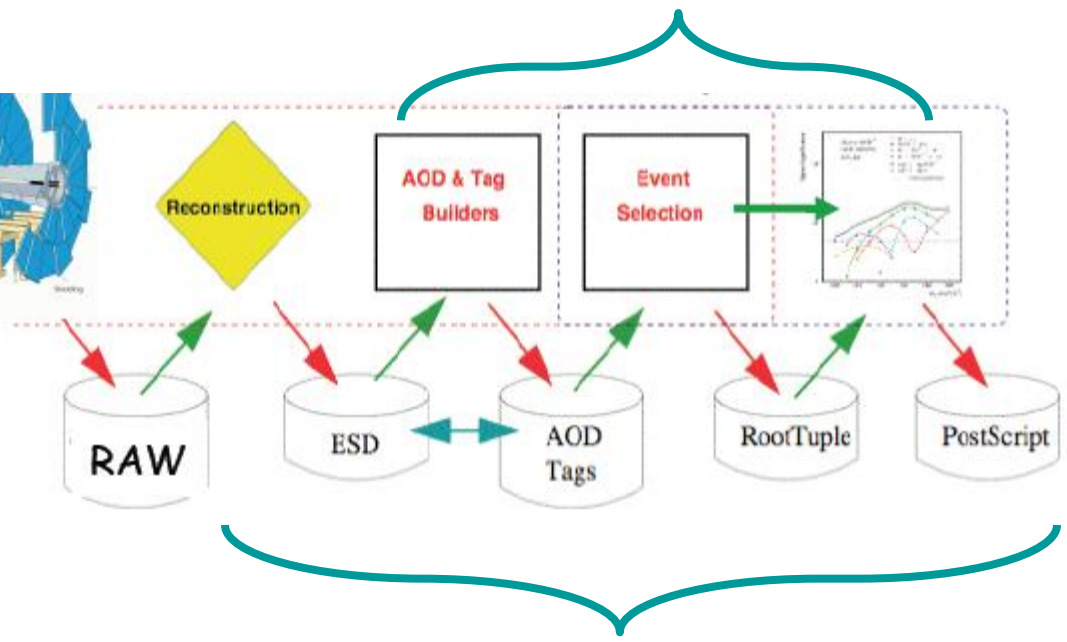 Reconstruction
AOD & Tag
Builders
Event
Selection
RAW
ESD
AOD
Tags
RootTuple
PostScript